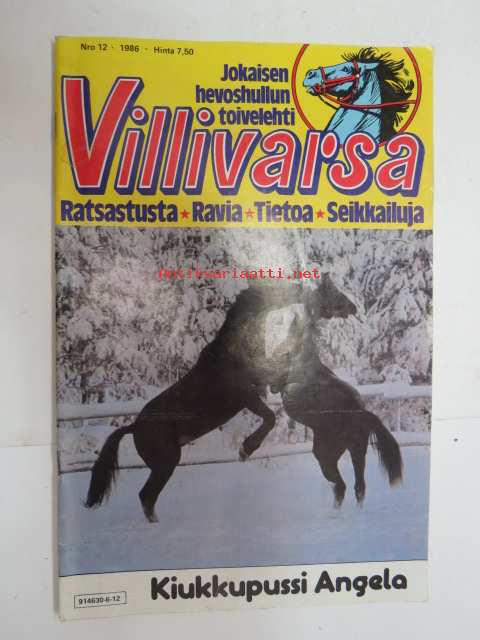 Nro 12 · 1986 · Hinta 7,50
Jokaisen
hevoshullun
toivelehti
Villivarsa
Ratsastusta★Ravia★Tietoa★Seikkailuja
antikvariaatti.net
Kiukkupussi Angela
914630-6-12